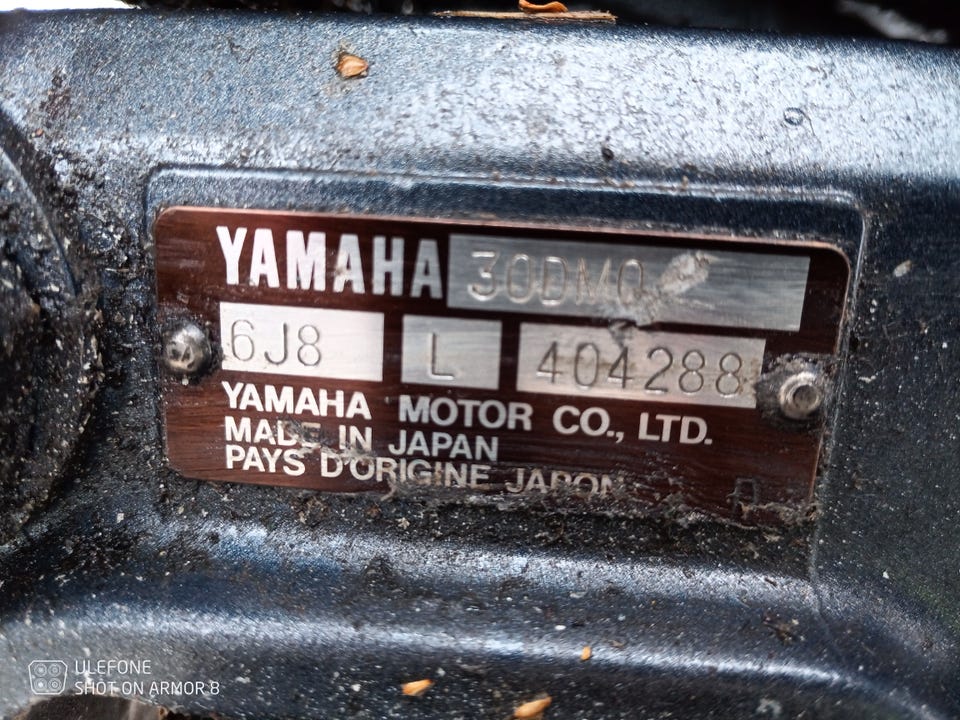 YAMAHA 30DMO
6J8 L 404288
YAMAHA MOTOR CO., LTD.
MADE IN JAPAN
PAYS D'ORIGINE JAPON
ULEFONE
SHOT ON ARMOR 8